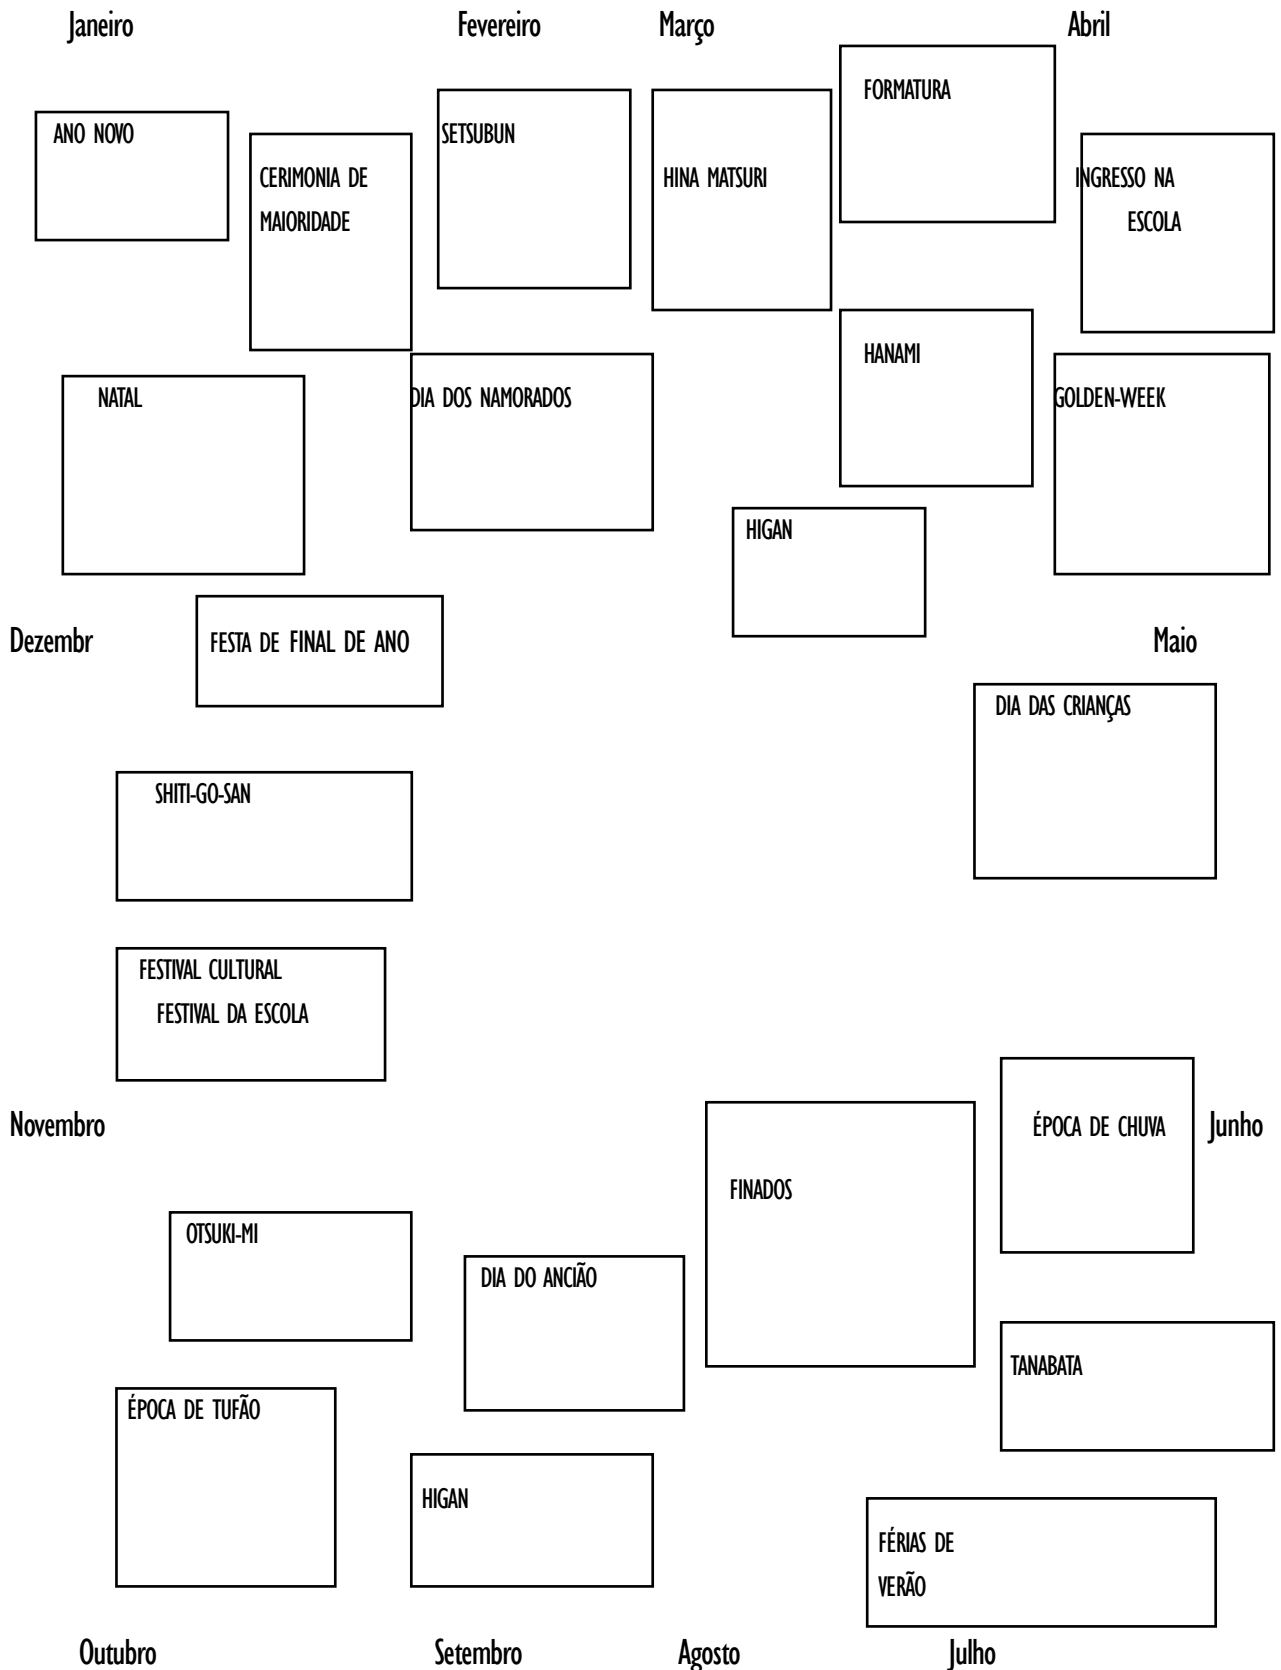 Janeiro
Fevereiro
Março
Abril
FORMATURA
ANO NOVO
SETSUBUN
CERIMONIA DE
MAIORIDADE
HINA MATSURI
INGRESSO NA
ESCOLA
HANAMI
NATAL
DIA DOS NAMORADOS
GOLDEN-WEEK
HIGAN
Dezembr
FESTA DE FINAL DE ANO
Maio
DIA DAS CRIANÇAS
SHITI-GO-SAN
FESTIVAL CULTURAL
FESTIVAL DA ESCOLA
Novembro
ÉPOCA DE CHUVA
Junho
FINADOS
OTSUKI-MI
DIA DO ANCIÃO
TANABATA
ÉPOCA DE TUFÃO
HIGAN
FÉRIAS DE
VERÃO
Outubro
Setembro
Agosto
Julho